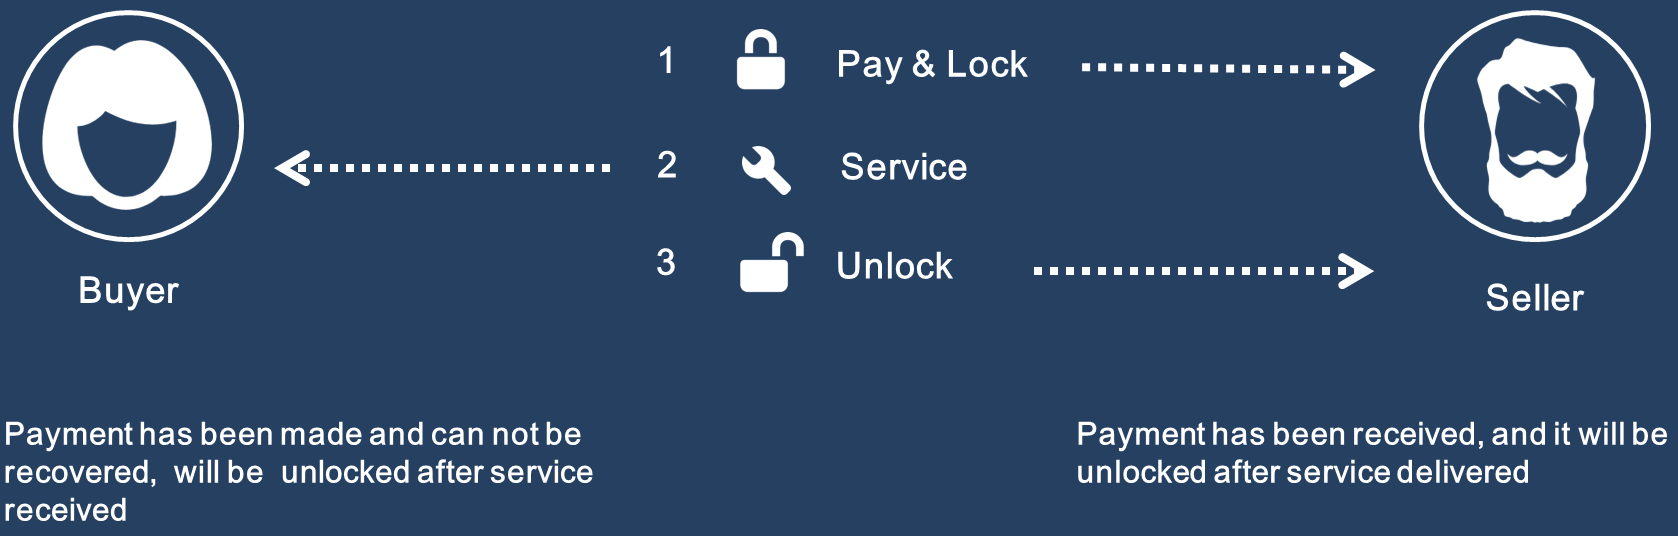 1 Pay & Lock
2 Service
3 Unlock
Buyer
Seller
Payment has been made and can not be
recovered, will be unlocked after service
received
Payment has been received, and it will be
unlocked after service delivered